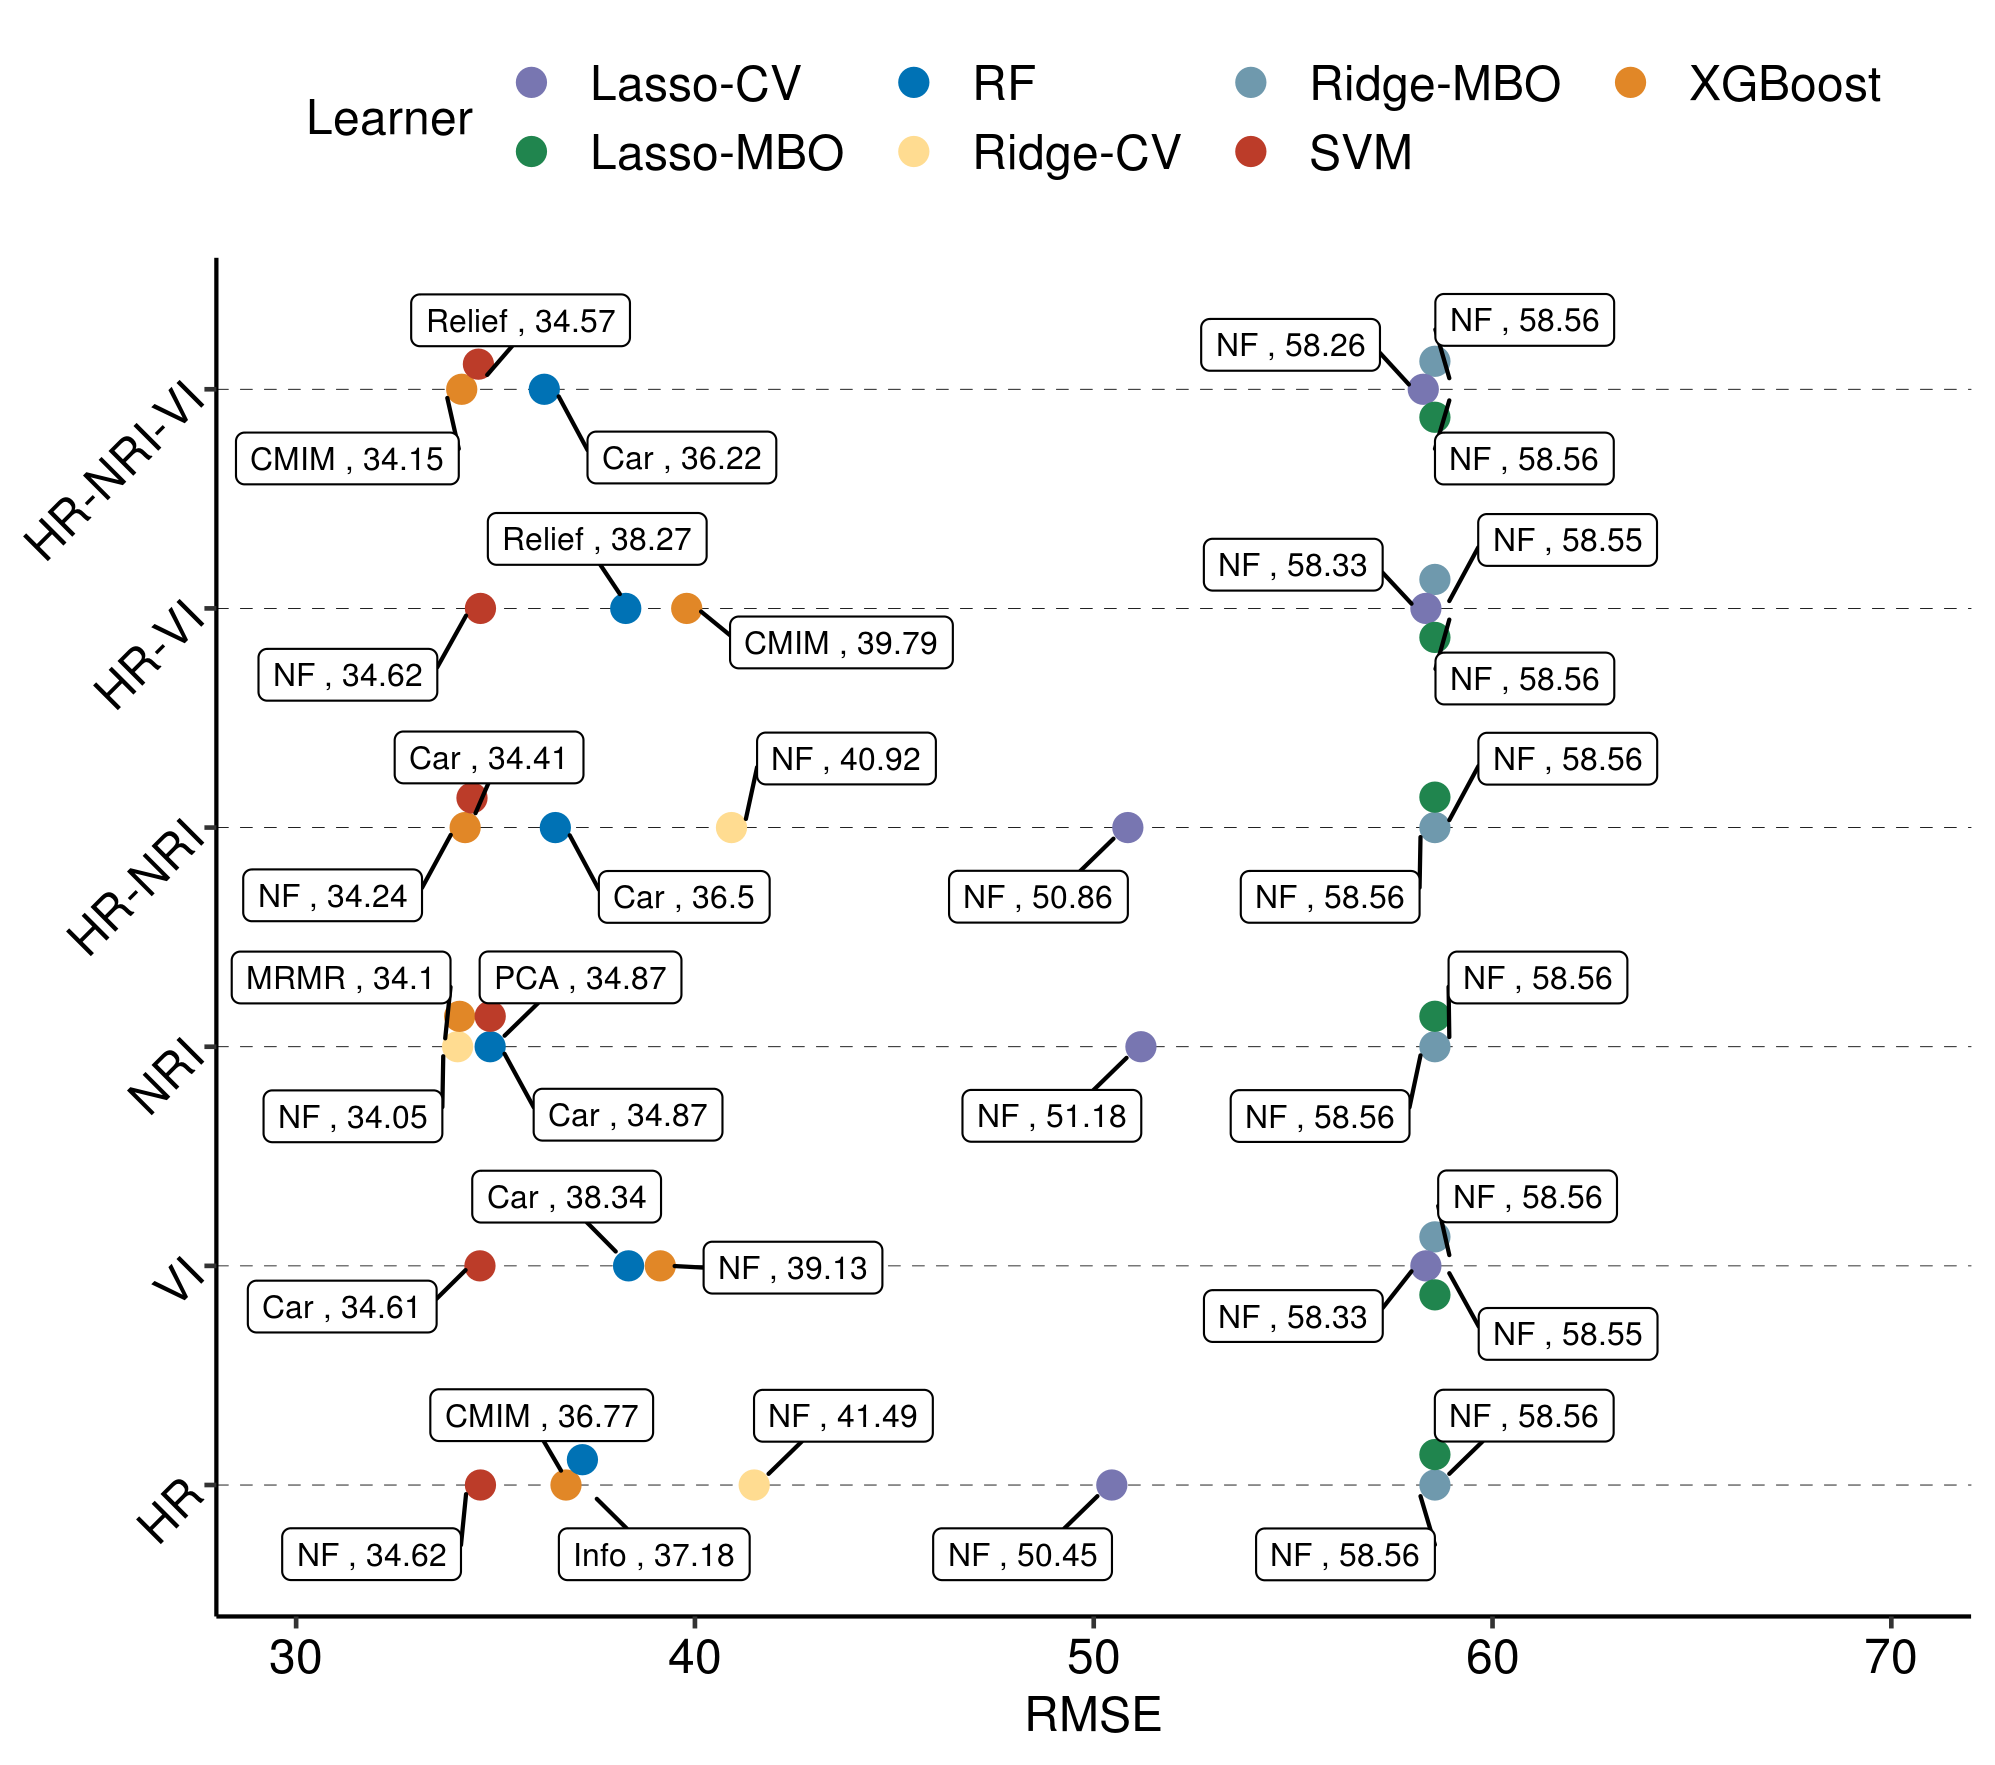 Learner
Lasso-CV
RF
Ridge-MBO
XGBoost
Lasso-MBO
Ridge-CV
SVM
HR-NRI-VI
Relief , 34.57
NF , 58.26
NF , 58.56
CMIM , 34.15
Car , 36.22
NF , 58.56
HR-VI
Relief , 38.27
NF , 58.33
NF , 58.55
NF , 34.62
CMIM , 39.79
NF , 58.56
HR-NRI
Car , 34.41
NF , 40.92
NF , 58.56
NF , 34.24
Car , 36.5
NF , 50.86
NF , 58.56
NRI
MRMR , 34.1
PCA , 34.87
NF , 58.56
NF , 34.05
Car , 34.87
NF , 51.18
NF , 58.56
VI
Car , 38.34
NF , 58.56
NF , 39.13
Car , 34.61
NF , 58.33
NF , 58.55
HR
CMIM , 36.77
NF , 41.49
NF , 58.56
NF , 34.62
Info , 37.18
NF , 50.45
NF , 58.56
30
40
50
60
70
RMSE